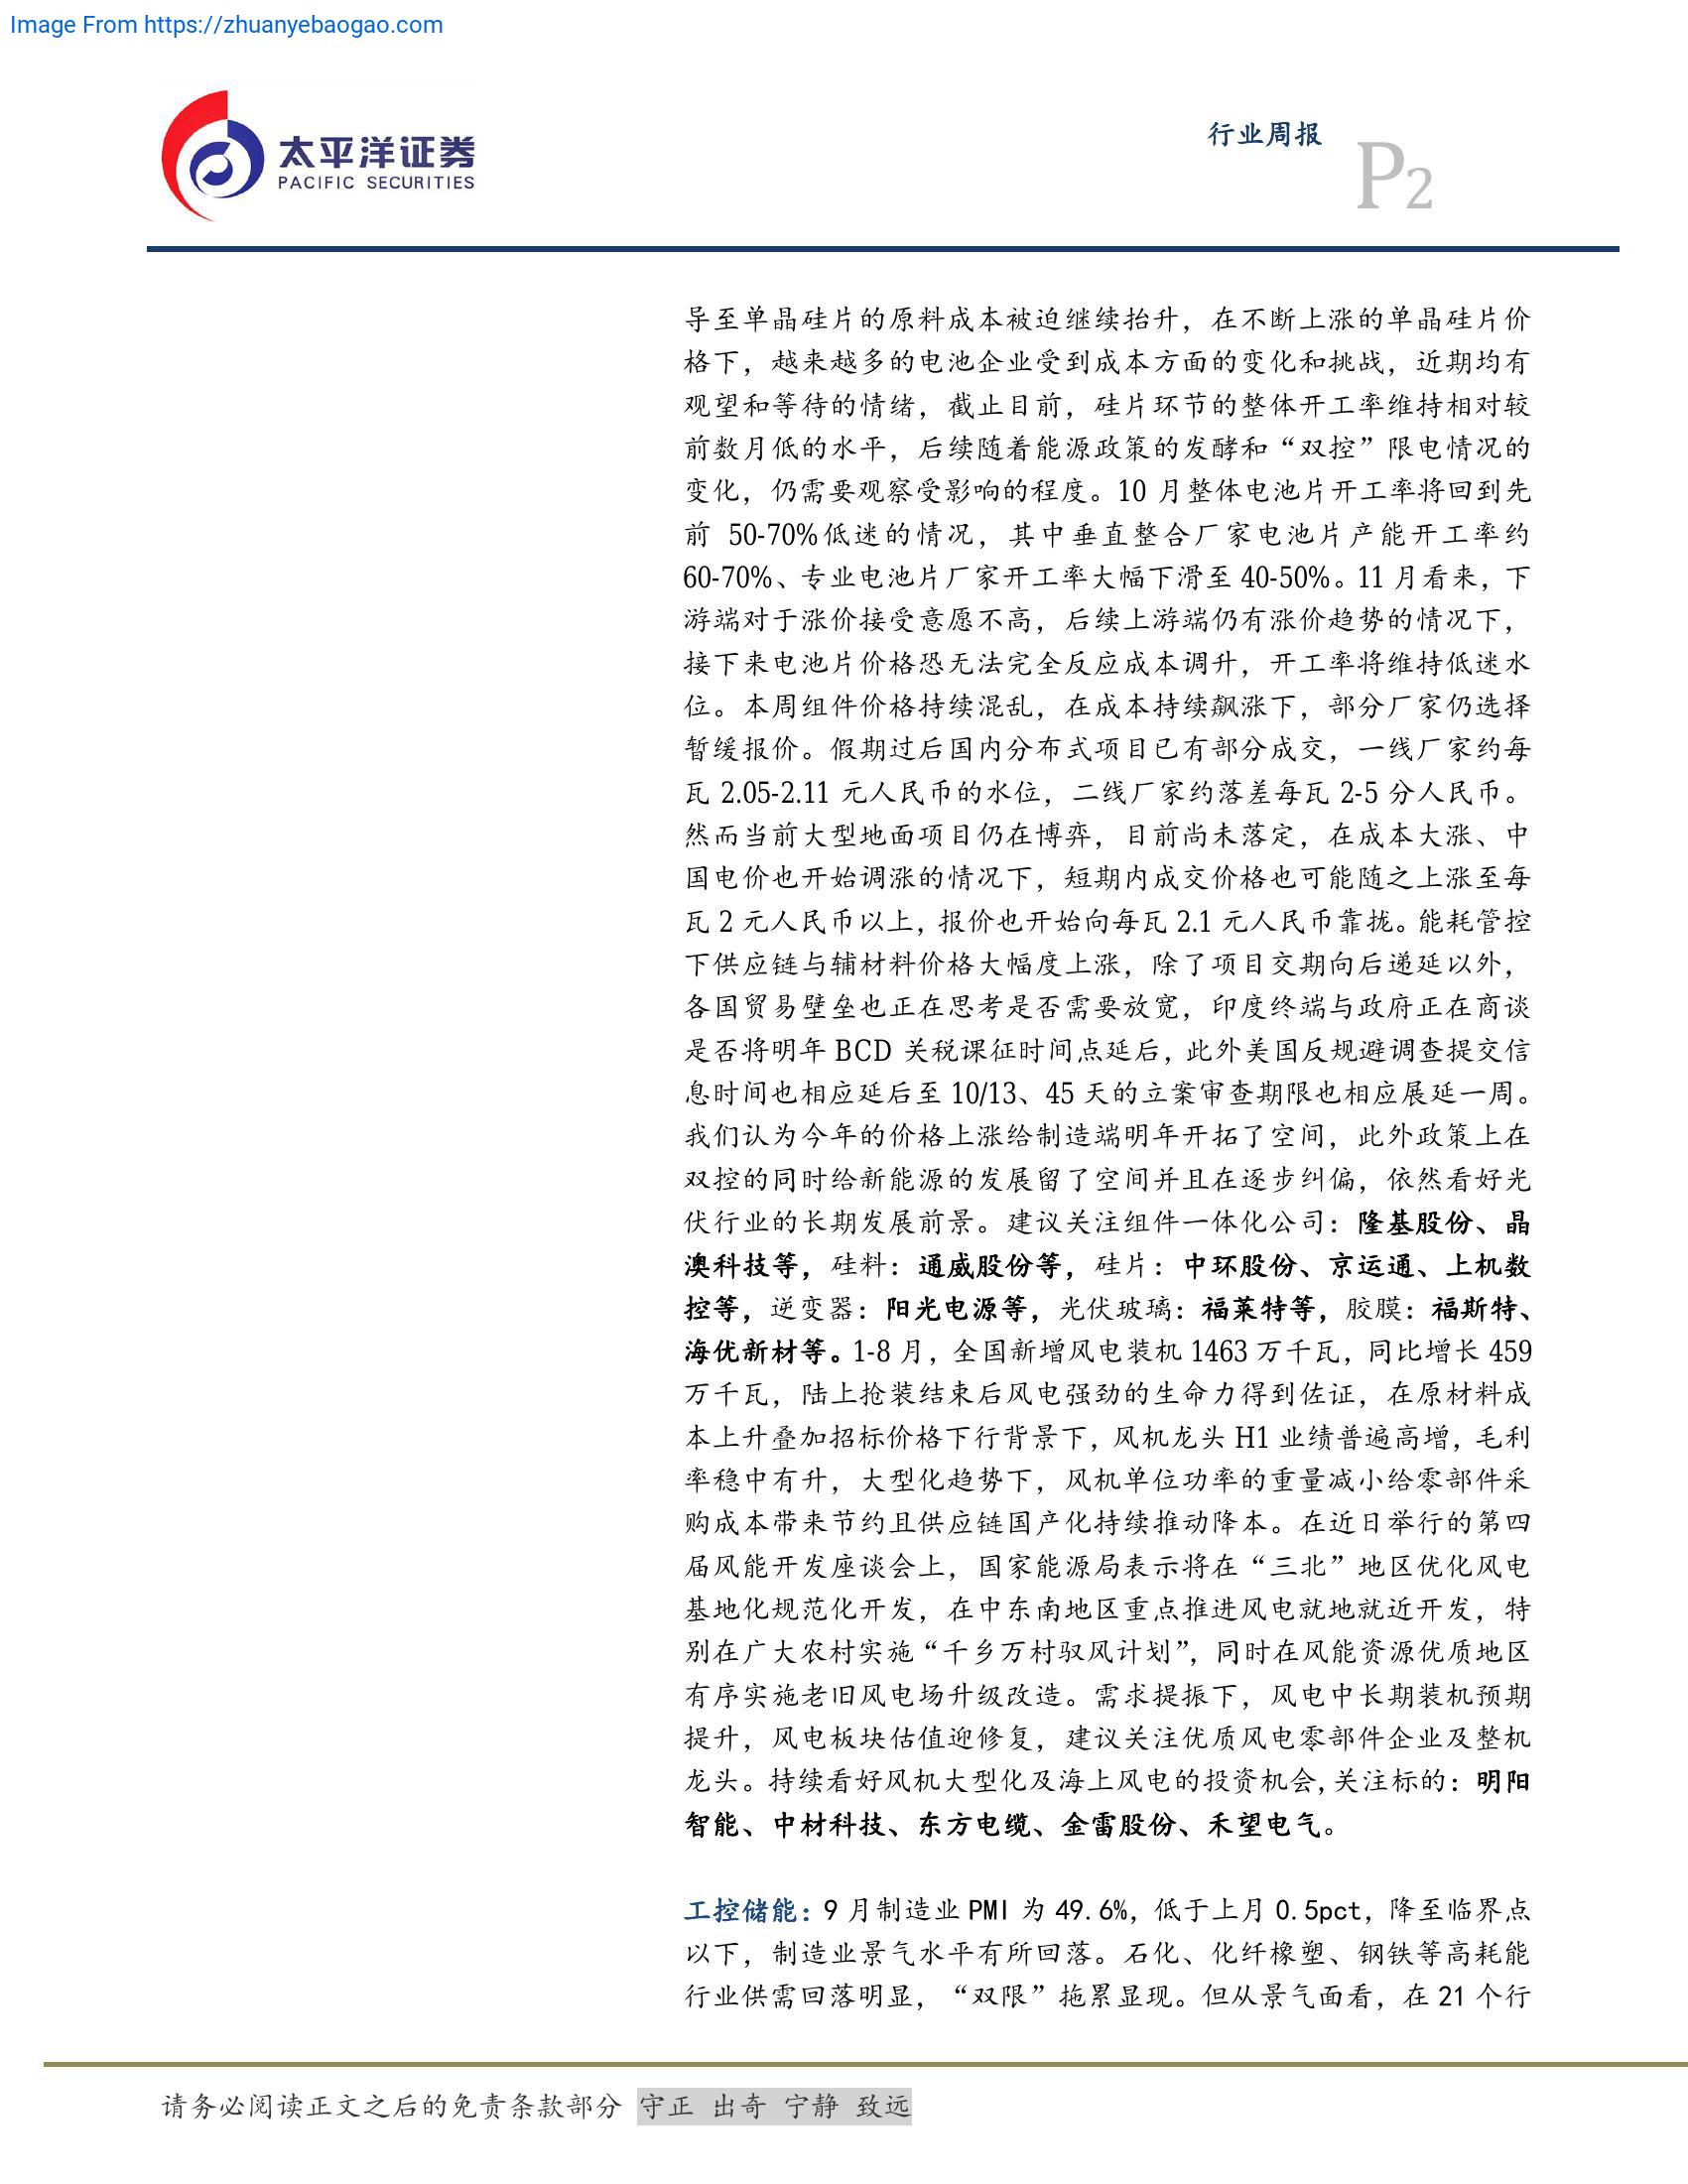 Image From https://zhuanyebaogao.com
太平洋证券
PACIFIC SECURITIES
行业周报
P2
导至单晶硅片的原料成本被迫继续抬升，在不断上涨的单晶硅片价
格下，越来越多的电池企业受到成本方面的变化和挑战，近期均有
观望和等待的情绪，截止目前，硅片环节的整体开工率维持相对较
前数月低的水平，后续随着能源政策的发酵和“双控”限电情况的
变化，仍需要观察受影响的程度。10 月整体电池片开工率将回到先
前 50-70%低迷的情况，其中垂直整合厂家电池片产能开工率约
60-70%、专业电池片厂家开工率大幅下滑至 40-50%。11 月看来，下
游端对于涨价接受意愿不高，后续上游端仍有涨价趋势的情况下，
接下来电池片价格恐无法完全反应成本调升，开工率将维持低迷水
位。本周组件价格持续混乱，在成本持续飙涨下，部分厂家仍选择
暂缓报价。假期过后国内分布式项目已有部分成交，一线厂家约每
瓦 2.05-2.11 元人民币的水位，二线厂家约落差每瓦 2-5 分人民币。
然而当前大型地面项目仍在博弈，目前尚未落定，在成本大涨、中
国电价也开始调涨的情况下，短期内成交价格也可能随之上涨至每
瓦 2 元人民币以上，报价也开始向每瓦 2.1 元人民币靠拢。能耗管控
下供应链与辅材料价格大幅度上涨，除了项目交期向后递延以外，
各国贸易壁垒也正在思考是否需要放宽，印度终端与政府正在商谈
是否将明年 BCD 关税课征时间点延后，此外美国反规避调查提交信
息时间也相应延后至 10/13、45 天的立案审查期限也相应展延一周。
我们认为今年的价格上涨给制造端明年开拓了空间，此外政策上在
双控的同时给新能源的发展留了空间并且在逐步纠偏，依然看好光
伏行业的长期发展前景。建议关注组件一体化公司：隆基股份、晶
澳科技等，硅料：通威股份等，硅片：中环股份、京运通、上机数
控等，逆变器：阳光电源等，光伏玻璃：福莱特等，胶膜：福斯特、
海优新材等。1-8 月，全国新增风电装机 1463 万千瓦，同比增长 459
万千瓦，陆上抢装结束后风电强劲的生命力得到佐证，在原材料成
本上升叠加招标价格下行背景下，风机龙头 H1 业绩普遍高增，毛利
率稳中有升，大型化趋势下，风机单位功率的重量减小给零部件采
购成本带来节约且供应链国产化持续推动降本。在近日举行的第四
届风能开发座谈会上，国家能源局表示将在“三北”地区优化风电
基地化规范化开发，在中东南地区重点推进风电就地就近开发，特
别在广大农村实施“千乡万村驭风计划”，同时在风能资源优质地区
有序实施老旧风电场升级改造。需求提振下，风电中长期装机预期
提升，风电板块估值迎修复，建议关注优质风电零部件企业及整机
龙头。持续看好风机大型化及海上风电的投资机会,关注标的：明阳
智能、中材科技、东方电缆、金雷股份、禾望电气。
工控储能：9 月制造业 PMI 为 49.6%，低于上月 0.5pct，降至临界点
以下，制造业景气水平有所回落。石化、化纤橡塑、钢铁等高耗能
行业供需回落明显，“双限”拖累显现。但从景气面看，在 21 个行
请务必阅读正文之后的免责条款部分 守正 出奇 宁静 致远